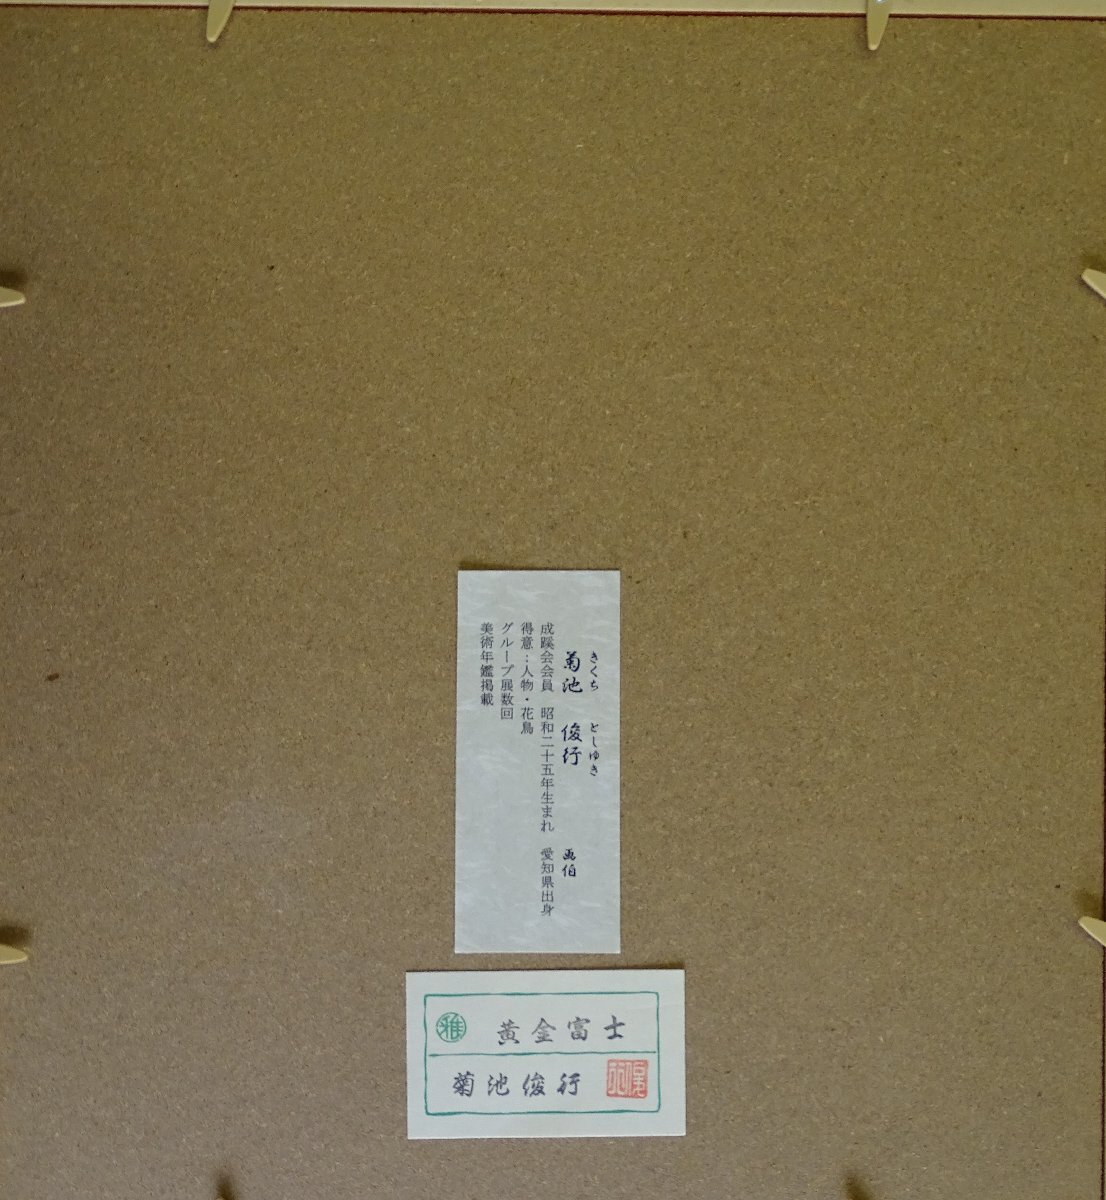 きくち としゆき
菊池 俊行 画伯
成蹊会会員 昭和二十五年生まれ 愛知県出身
得意:人物・花鳥
グループ展数回
美術年鑑掲載
雅 黄金富士
菊池俊行